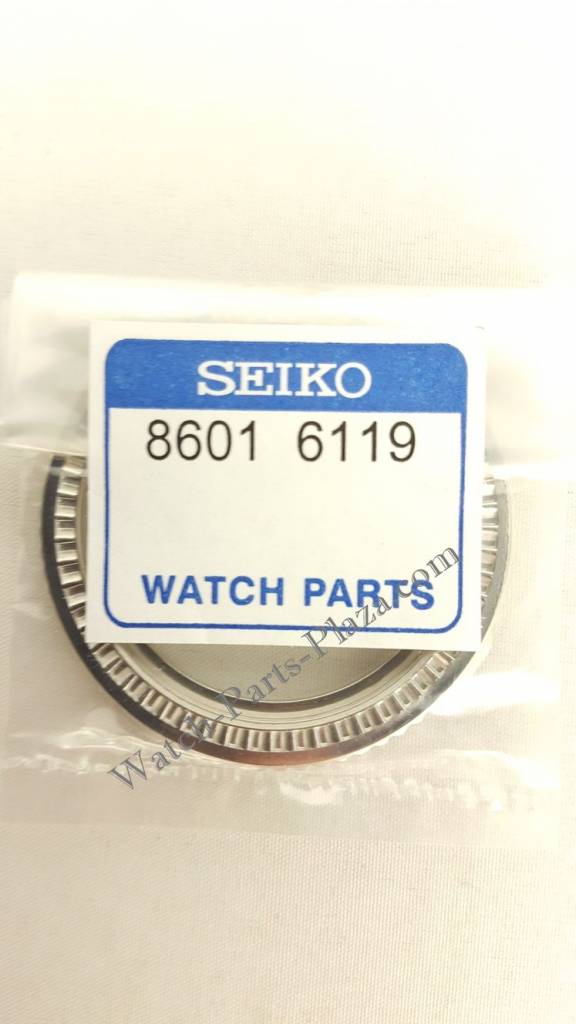 SEIKO
8601 6119
WATCH PARTS
Watch-Parts-Plaza.com